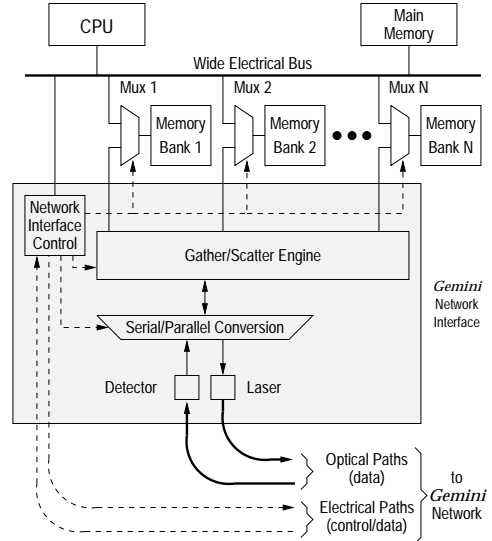 CPU
Main
Memory
Wide Electrical Bus
Mux 1
Mux 2
Mux N
Memory
Bank 1
Memory
Bank 2
Memory
Bank N
Network
Interface
Control
Gather/Scatter Engine
Gemini
Network
Interface
Serial/Parallel Conversion
Detector
Laser
Optical Paths
(data)
Electrical Paths
(control/data)
to
Gemini
Network